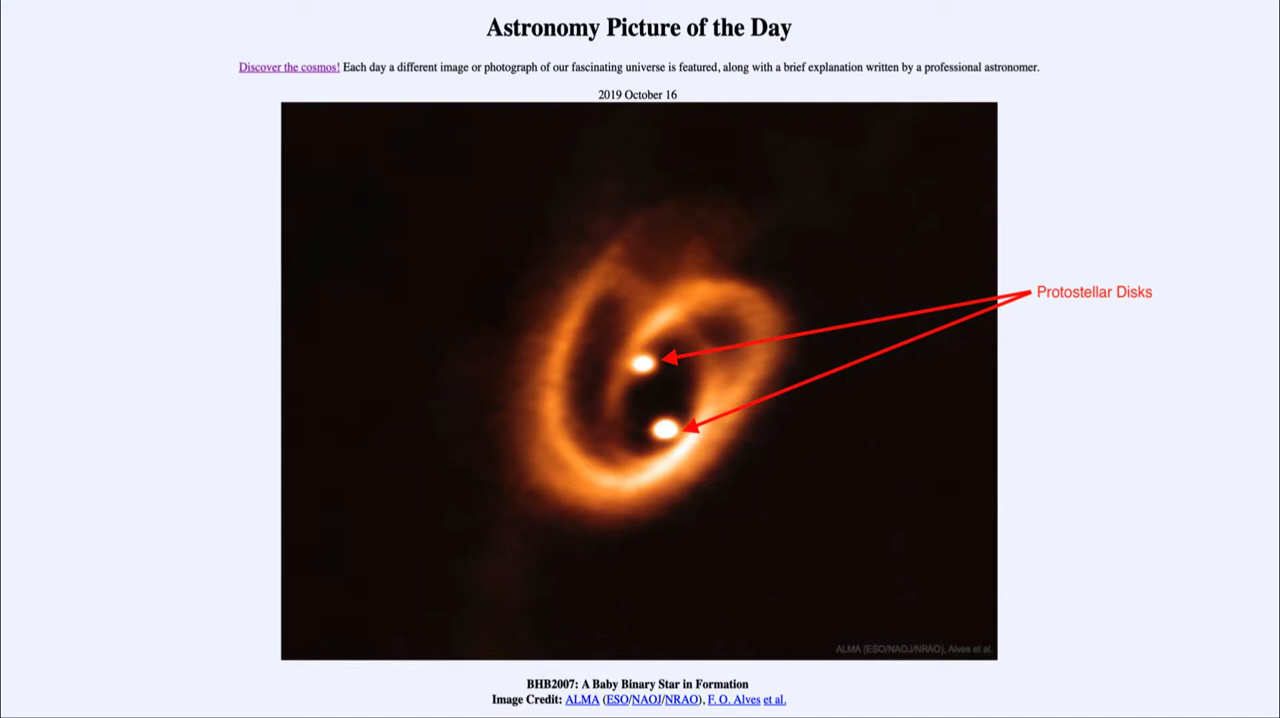 Astronomy Picture of the Day
Discover the cosmos! Each day a different image or photograph of our fascinating universe is featured, along with a brief explanation written by a professional astronomer.
2019 October 16
Protostellar Disks
ALMA (ESO/NAOJ/NRAO), Alves et al.
BHB2007: A Baby Binary Star in Formation
Image Credit: ALMA (ESO/NAOJ/NRAO), F. O. Alves et al.